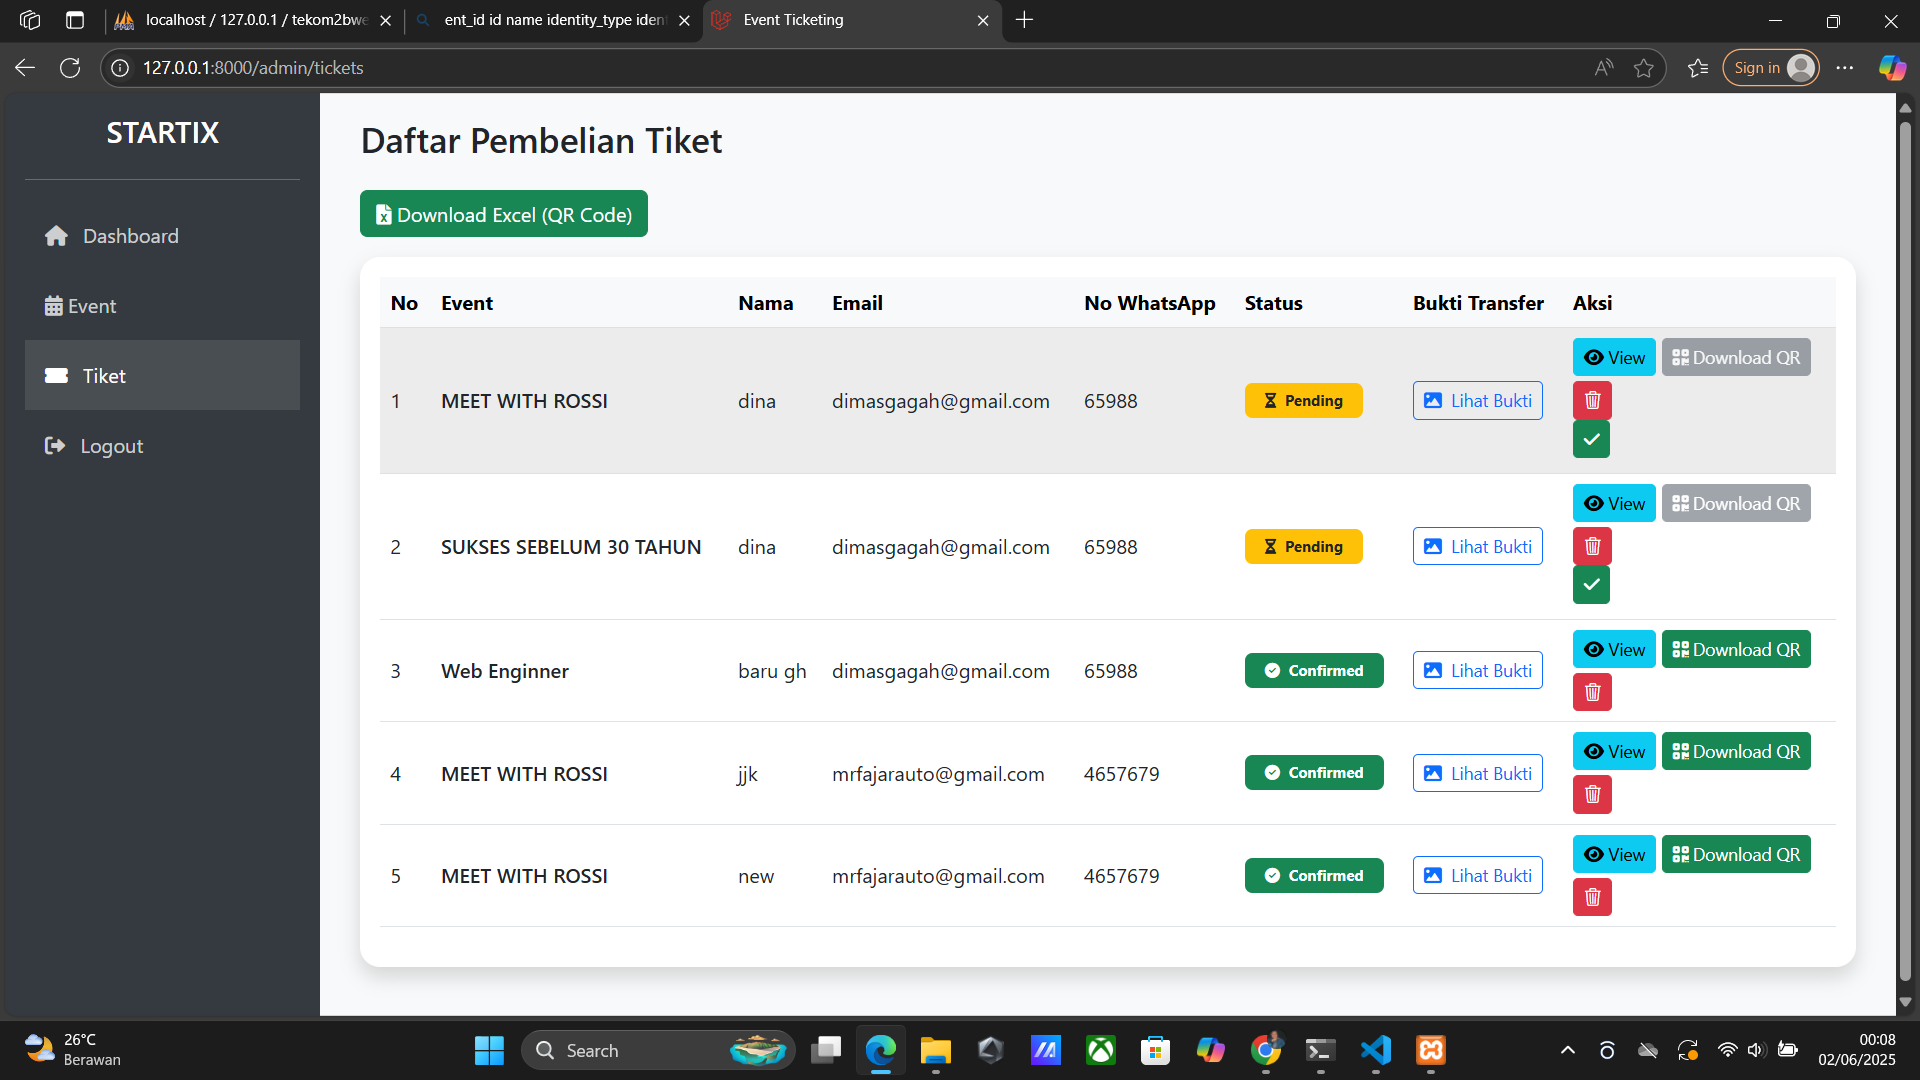 localhost / 127.0.0.1 / tekom2bwe
ent_id id name identity_type iden
Event Ticketing
127.0.0.1:8000/admin/tickets
Sign in
STARTIX
Dashboard
Event
Tiket
Logout
Daftar Pembelian Tiket
Download Excel (QR Code)
No Event Nama Email No WhatsApp Status Bukti Transfer Aksi
1 MEET WITH ROSSI dina dimasgagah@gmail.com 65988 Pending Lihat Bukti View Download QR
2 SUKSES SEBELUM 30 TAHUN dina dimasgagah@gmail.com 65988 Pending Lihat Bukti View Download QR
3 Web Enginner baru gh dimasgagah@gmail.com 65988 Confirmed Lihat Bukti View Download QR
4 MEET WITH ROSSI jjk mrfajarauto@gmail.com 4657679 Confirmed Lihat Bukti View Download QR
5 MEET WITH ROSSI new mrfajarauto@gmail.com 4657679 Confirmed Lihat Bukti View Download QR
26°C
Berawan
Search
00:08
02/06/2025